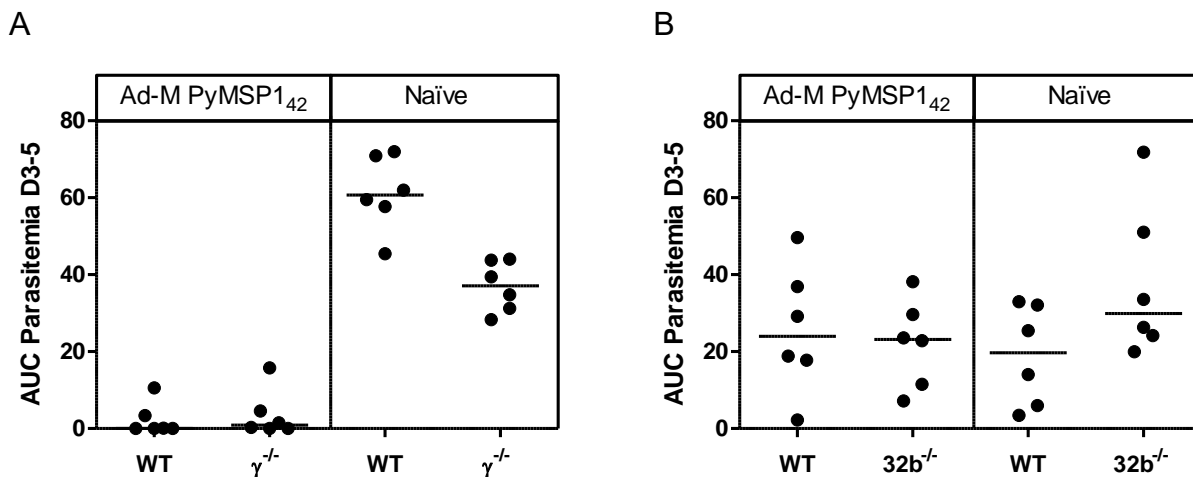 A
Ad-M PyMSP1₄₂ Naïve
AUC Parasitemia D3-5
80
60
40
20
0
WT γ⁻/⁻ WT γ⁻/⁻
B
Ad-M PyMSP1₄₂ Naïve
AUC Parasitemia D3-5
80
60
40
20
0
WT 32b⁻/⁻ WT 32b⁻/⁻